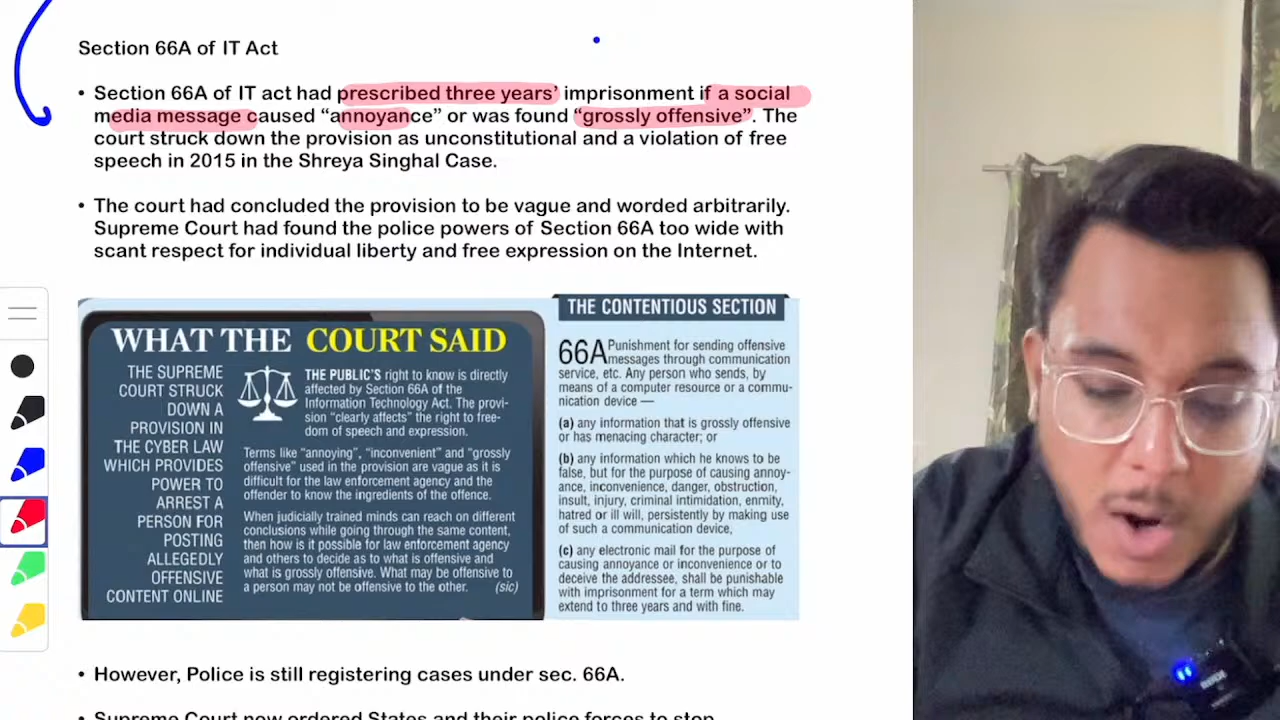 Section 66A of IT Act
• Section 66A of IT act had prescribed three years’ imprisonment if a social
media message caused “annoyance” or was found “grossly offensive”. The
court struck down the provision as unconstitutional and a violation of free
speech in 2015 in the Shreya Singhal Case.
• The court had concluded the provision to be vague and worded arbitrarily.
Supreme Court had found the police powers of Section 66A too wide with
scant respect for individual liberty and free expression on the Internet.
WHAT THE COURT SAID
THE SUPREME
COURT STRUCK
DOWN A
PROVISION IN
THE CYBER LAW
WHICH PROVIDES
POWER TO
ARREST A
PERSON FOR
POSTING
ALLEGEDLY
OFFENSIVE
CONTENT ONLINE
THE PUBLIC'S right to know is directly
affected by Section 66A of the
Information Technology Act. The provi-
sion “clearly affects” the right to free-
dom of speech and expression.
Terms like “annoying”, “inconvenient” and “grossly
offensive” used in the provision are vague as it is
difficult for the law enforcement agency and the
offender to know the ingredients of the offence.
When judicially trained minds can reach on different
conclusions while going through the same content,
then how is it possible for law enforcement agency
and others to decide as to what is offensive and
what is grossly offensive. What may be offensive to
a person may not be offensive to the other. (sic)
THE CONTENTIOUS SECTION
66A Punishment for sending offensive
messages through communication
service, etc. Any person who sends, by
means of a computer resource or a commu-
nication device —
(a) any information that is grossly offensive
or has menacing character; or
(b) any information which he knows to be
false, but for the purpose of causing annoy-
ance, inconvenience, danger, obstruction,
insult, injury, criminal intimidation, enmity,
hatred or ill will, persistently by making use
of such a communication device,
(c) any electronic mail for the purpose of
causing annoyance or inconvenience or to
deceive the addressee, shall be punishable
with imprisonment for a term which may
extend to three years and with fine.
• However, Police is still registering cases under sec. 66A.
• Supreme Court now ordered States and their police forces to stop